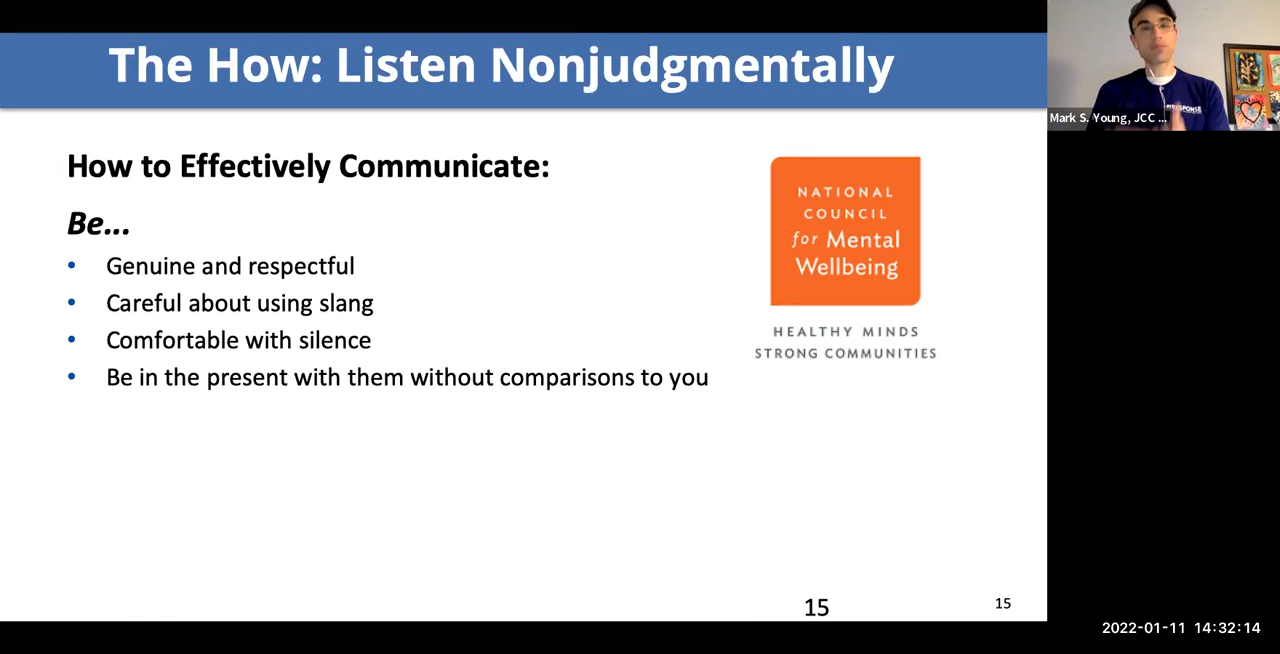 The How: Listen Nonjudgmentally
How to Effectively Communicate:
Be...
• Genuine and respectful
• Careful about using slang
• Comfortable with silence
• Be in the present with them without comparisons to you
NATIONAL
COUNCIL
for Mental
Wellbeing
HEALTHY MINDS
STRONG COMMUNITIES
15
15
Mark S. Young, JCC ...
2022-01-11 14:32:14